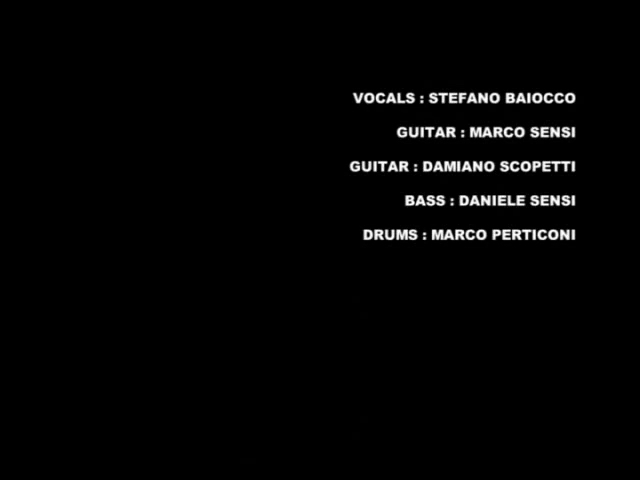 VOCALS : STEFANO BAIOCCO
GUITAR : MARCO SENSI
GUITAR : DAMIANO SCOPETTI
BASS : DANIELE SENSI
DRUMS : MARCO PERTICONI